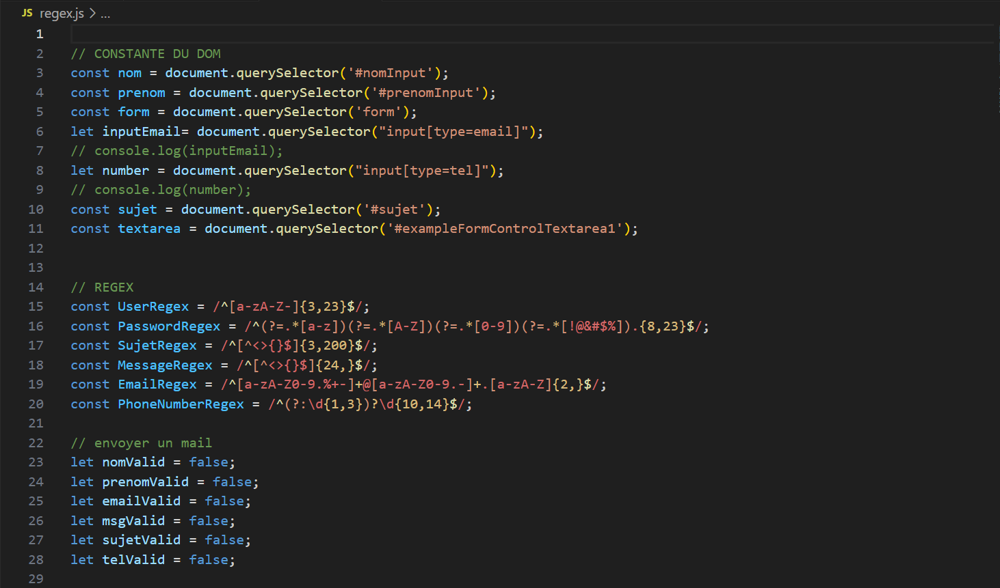 JS regex.js > ...
1
2 // CONSTANTE DU DOM
3 const nom = document.querySelector('#nomInput');
4 const prenom = document.querySelector('#prenomInput');
5 const form = document.querySelector('form');
6 let inputEmail= document.querySelector("input[type=email]");
7 // console.log(inputEmail);
8 let number = document.querySelector("input[type=tel]");
9 // console.log(number);
10 const sujet = document.querySelector('#sujet');
11 const textarea = document.querySelector('#exampleFormControlTextarea1');
12
13
14 // REGEX
15 const UserRegex = /^[a-zA-Z-]{3,23}$/;
16 const PasswordRegex = /^(?=.*[a-z])(?=.*[A-Z])(?=.*[0-9])(?=.*[!@&#$%]).{8,23}$/;
17 const SujetRegex = /^[^<>{}$]{3,200}$/;
18 const MessageRegex = /^[^<>{}$]{24,}$/;
19 const EmailRegex = /^[a-zA-Z0-9.%+-]+@[a-zA-Z0-9.-]+.[a-zA-Z]{2,}$/;
20 const PhoneNumberRegex = /^(?:\d{1,3})?\d{10,14}$/;
21
22 // envoyer un mail
23 let nomValid = false;
24 let prenomValid = false;
25 let emailValid = false;
26 let msgValid = false;
27 let sujetValid = false;
28 let telValid = false;
29